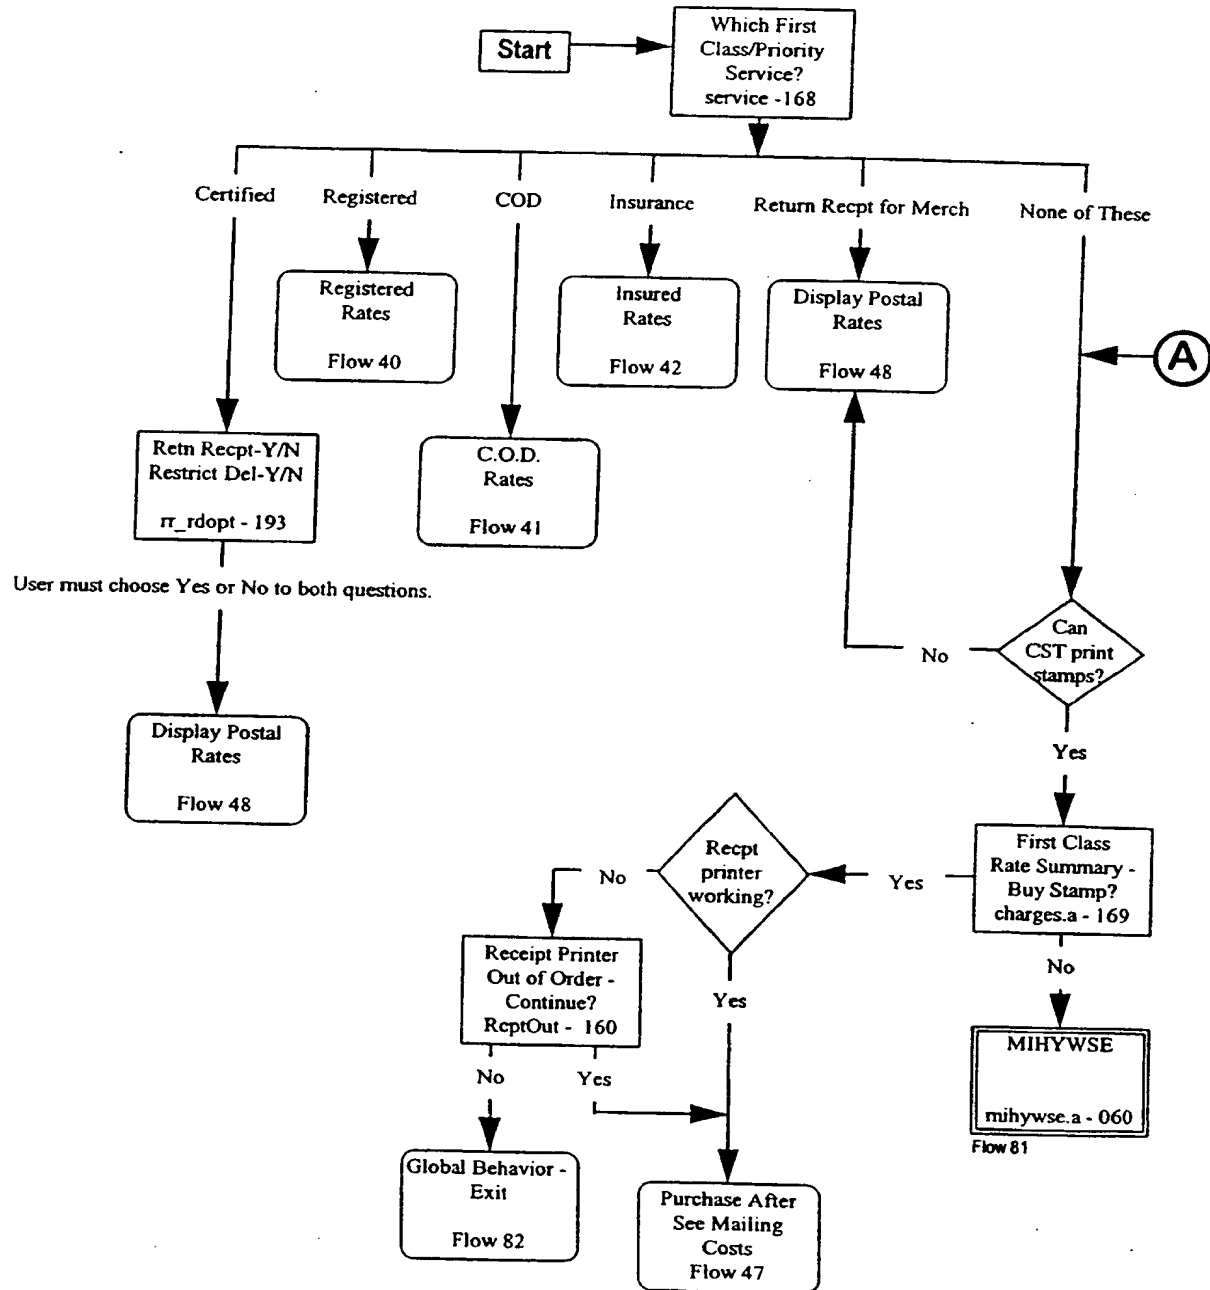 Start
Which First
Class/Priority
Service?
service -168
Certified
Registered
COD
Insurance
Return Recpt for Merch
None of These
Registered
Rates
Flow 40
Insured
Rates
Flow 42
Display Postal
Rates
Flow 48
A
Retn Recpt-Y/N
Restrict Del-Y/N
rr_rdopt - 193
C.O.D.
Rates
Flow 41
User must choose Yes or No to both questions.
Can
CST print
stamps?
No
Yes
Display Postal
Rates
Flow 48
First Class
Rate Summary -
Buy Stamp?
charges.a - 169
Yes
No
Recpt
printer
working?
No
Yes
Receipt Printer
Out of Order -
Continue?
RcptOut - 160
No
Yes
MIHYWSE
mihywse.a - 060
Flow 81
Global Behavior -
Exit
Flow 82
Purchase After
See Mailing
Costs
Flow 47